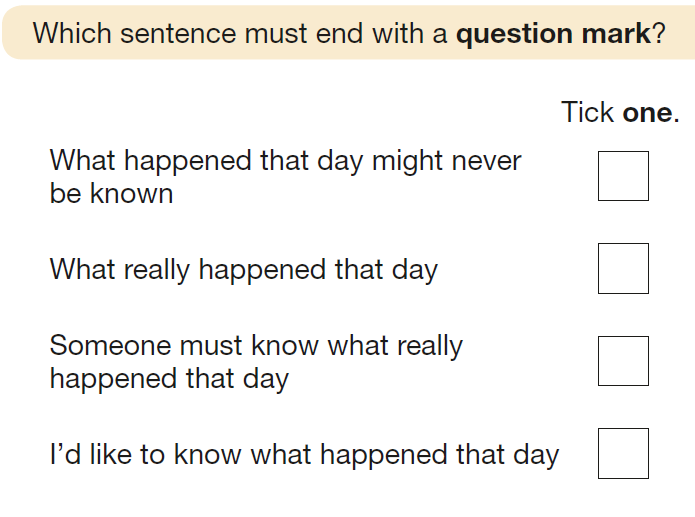 Which sentence must end with a question mark?
Tick one.
What happened that day might never
be known
What really happened that day
Someone must know what really
happened that day
I’d like to know what happened that day